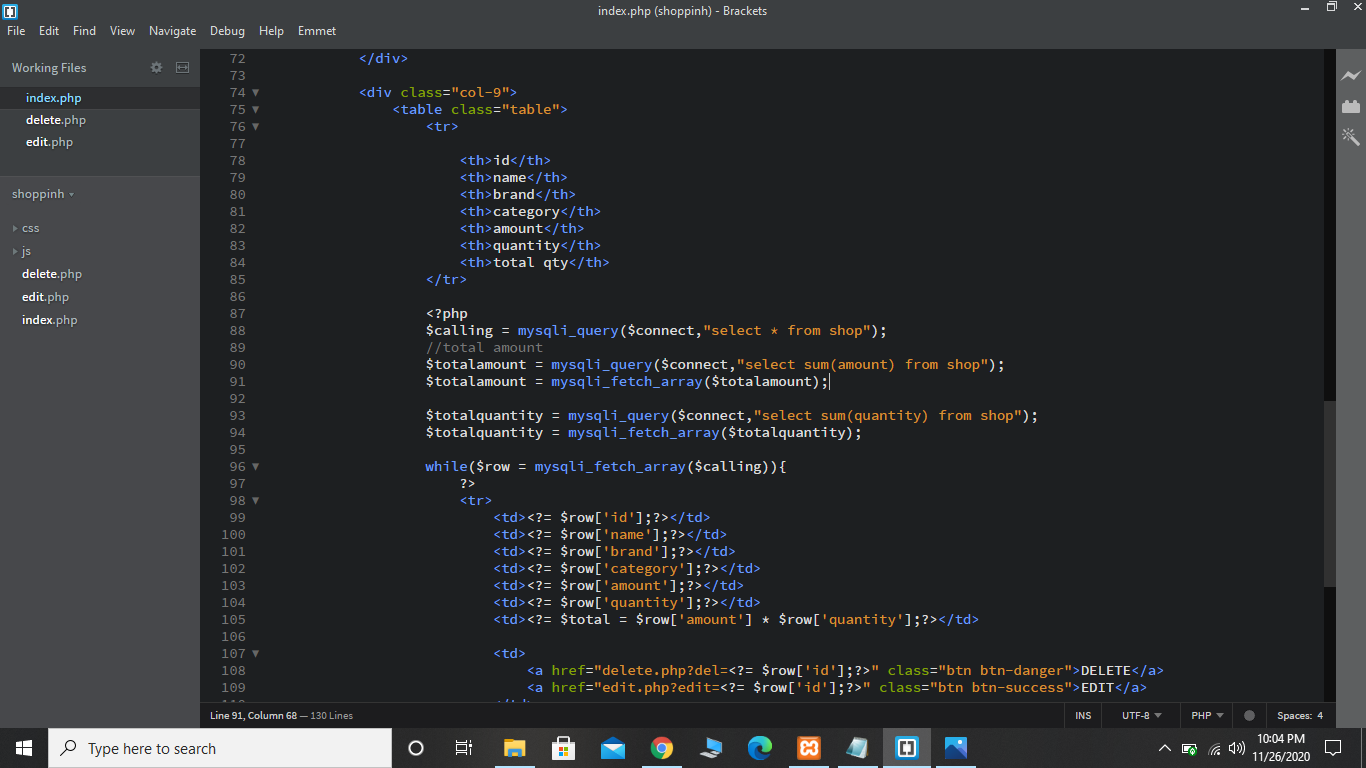 index.php (shoppinh) - Brackets
File Edit Find View Navigate Debug Help Emmet
Working Files
index.php
delete.php
edit.php
shoppinh
css
js
delete.php
edit.php
index.php
72 </div>
73
74 <div class="col-9">
75 <table class="table">
76 <tr>
77
78 <th>id</th>
79 <th>name</th>
80 <th>brand</th>
81 <th>category</th>
82 <th>amount</th>
83 <th>quantity</th>
84 <th>total qty</th>
85 </tr>
86
87 <?php
88 $calling = mysqli_query($connect,"select * from shop");
89 //total amount
90 $totalamount = mysqli_query($connect,"select sum(amount) from shop");
91 $totalamount = mysqli_fetch_array($totalamount);
92
93 $totalquantity = mysqli_query($connect,"select sum(quantity) from shop");
94 $totalquantity = mysqli_fetch_array($totalquantity);
95
96 while($row = mysqli_fetch_array($calling)){
97 ?>
98 <tr>
99 <td><?= $row['id'];?></td>
100 <td><?= $row['name'];?></td>
101 <td><?= $row['brand'];?></td>
102 <td><?= $row['category'];?></td>
103 <td><?= $row['amount'];?></td>
104 <td><?= $row['quantity'];?></td>
105 <td><?= $total = $row['amount'] * $row['quantity'];?></td>
106
107 <td>
108 <a href="delete.php?del=<?= $row['id'];?>" class="btn btn-danger">DELETE</a>
109 <a href="edit.php?edit=<?= $row['id'];?>" class="btn btn-success">EDIT</a>
Line 91, Column 68 — 130 Lines
INS UTF-8 PHP Spaces: 4
Type here to search
10:04 PM
11/26/2020